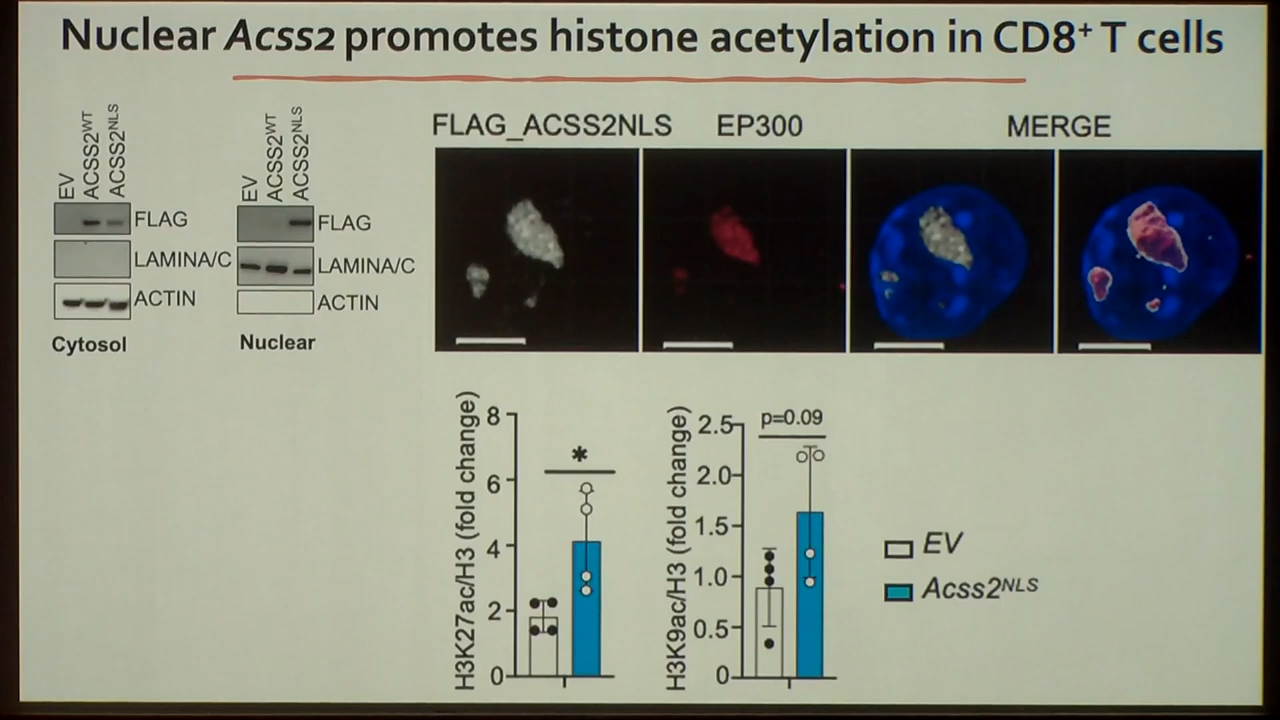 Nuclear Acss2 promotes histone acetylation in CD8⁺ T cells
EV
ACSS2ᵂᵀ
ACSS2ᴺᴸˢ
FLAG
LAMINA/C
ACTIN
Cytosol
EV
ACSS2ᵂᵀ
ACSS2ᴺᴸˢ
FLAG
LAMINA/C
ACTIN
Nuclear
FLAG_ACSS2NLS
EP300
MERGE
H3K27ac/H3 (fold change)
8
6
4
2
0
*
H3K9ac/H3 (fold change)
2.5
2.0
1.5
1.0
0.5
0
p=0.09
EV
Acss2ᴺᴸˢ